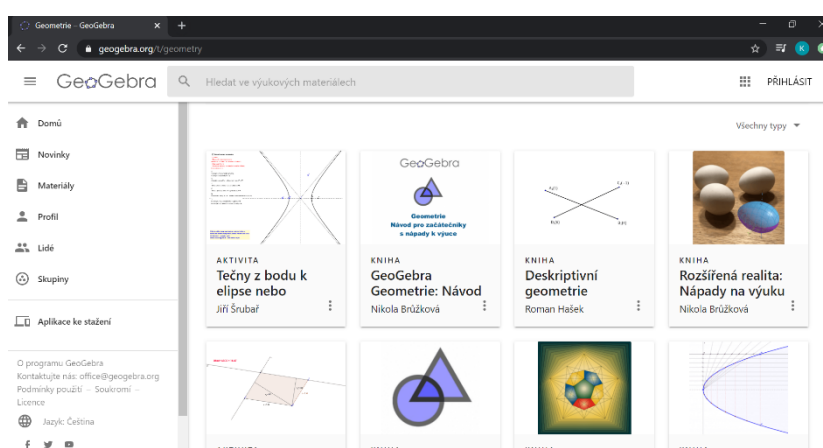 Geometrie – GeoGebra
geogebra.org/t/geometry
K
GeoGebra
Hledat ve výukových materiálech
PŘIHLÁSIT
Domů
Novinky
Materiály
Profil
Lidé
Skupiny
Aplikace ke stažení
O programu GeoGebra
Kontaktujte nás: office@geogebra.org
Podmínky použití – Soukromí –
Licence
Jazyk: Čeština
Všechny typy
AKTIVITA
Tečny z bodu k
elipse nebo
Jiří Šrubař
GeoGebra
Geometrie
Návod pro začátečníky
s nápady k výuce
KNIHA
GeoGebra
Geometrie: Návod
Nikola Brůžková
KNIHA
Deskriptivní
geometrie
Roman Hašek
KNIHA
Rozšířená realita:
Nápady na výuku
Nikola Brůžková